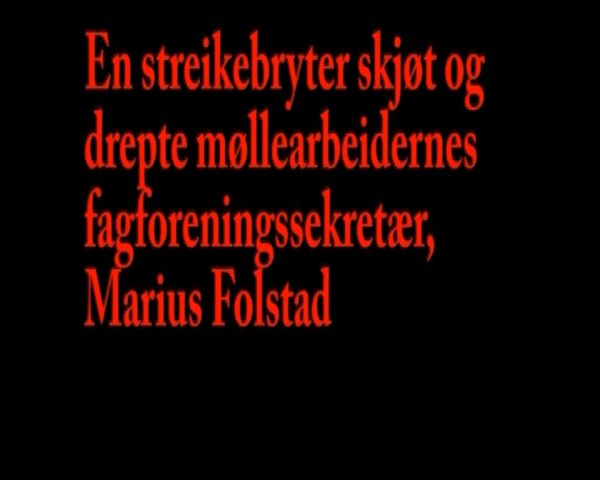 En streikebryter skjøt og
drepte møllearbeidernes
fagforeningssekretær,
Marius Folstad